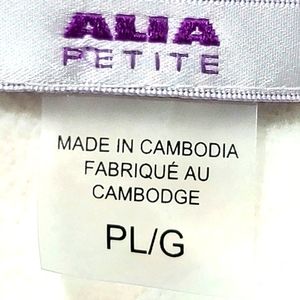 ALIA
PETITE
MADE IN CAMBODIA
FABRIQUÉ AU
CAMBODGE
PL/G